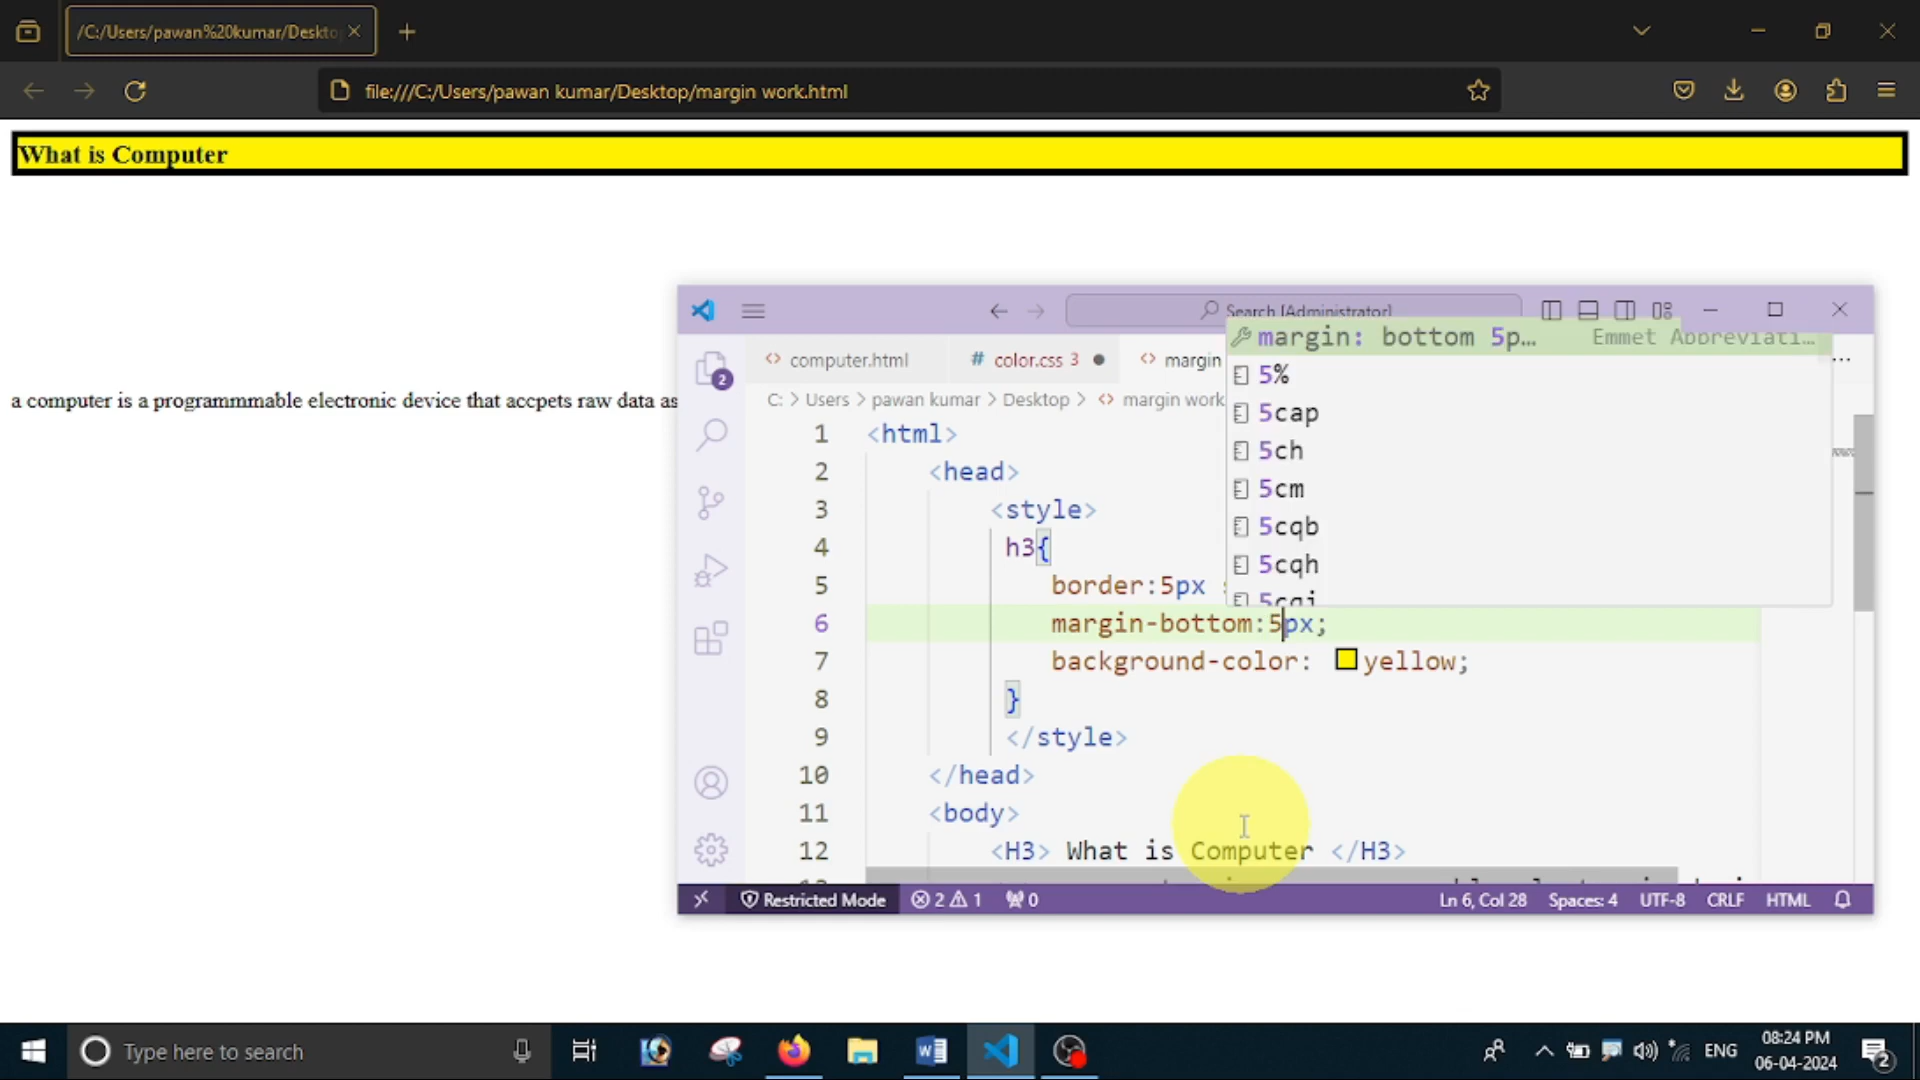 /C:/Users/pawan%20kumar/Deskto
file:///C:/Users/pawan kumar/Desktop/margin work.html
What is Computer
a computer is a programmmable electronic device that accpets raw data as
Search [Administrator]
computer.html
# color.css 3
margin
C: > Users > pawan kumar > Desktop > <> margin work
margin: bottom 5p…
Emmet Abbreviati…
5%
5cap
5ch
5cm
5cqb
5cqh
5cqi
2
1 <html>
2 <head>
3 <style>
4 h3{
5 border:5px
6 margin-bottom:5px;
7 background-color: yellow;
8 }
9 </style>
10 </head>
11 <body>
12 <H3> What is Computer </H3>
Restricted Mode
2
1
0
Ln 6, Col 28
Spaces: 4
UTF-8
CRLF
HTML
Type here to search
ENG
08:24 PM
06-04-2024
2